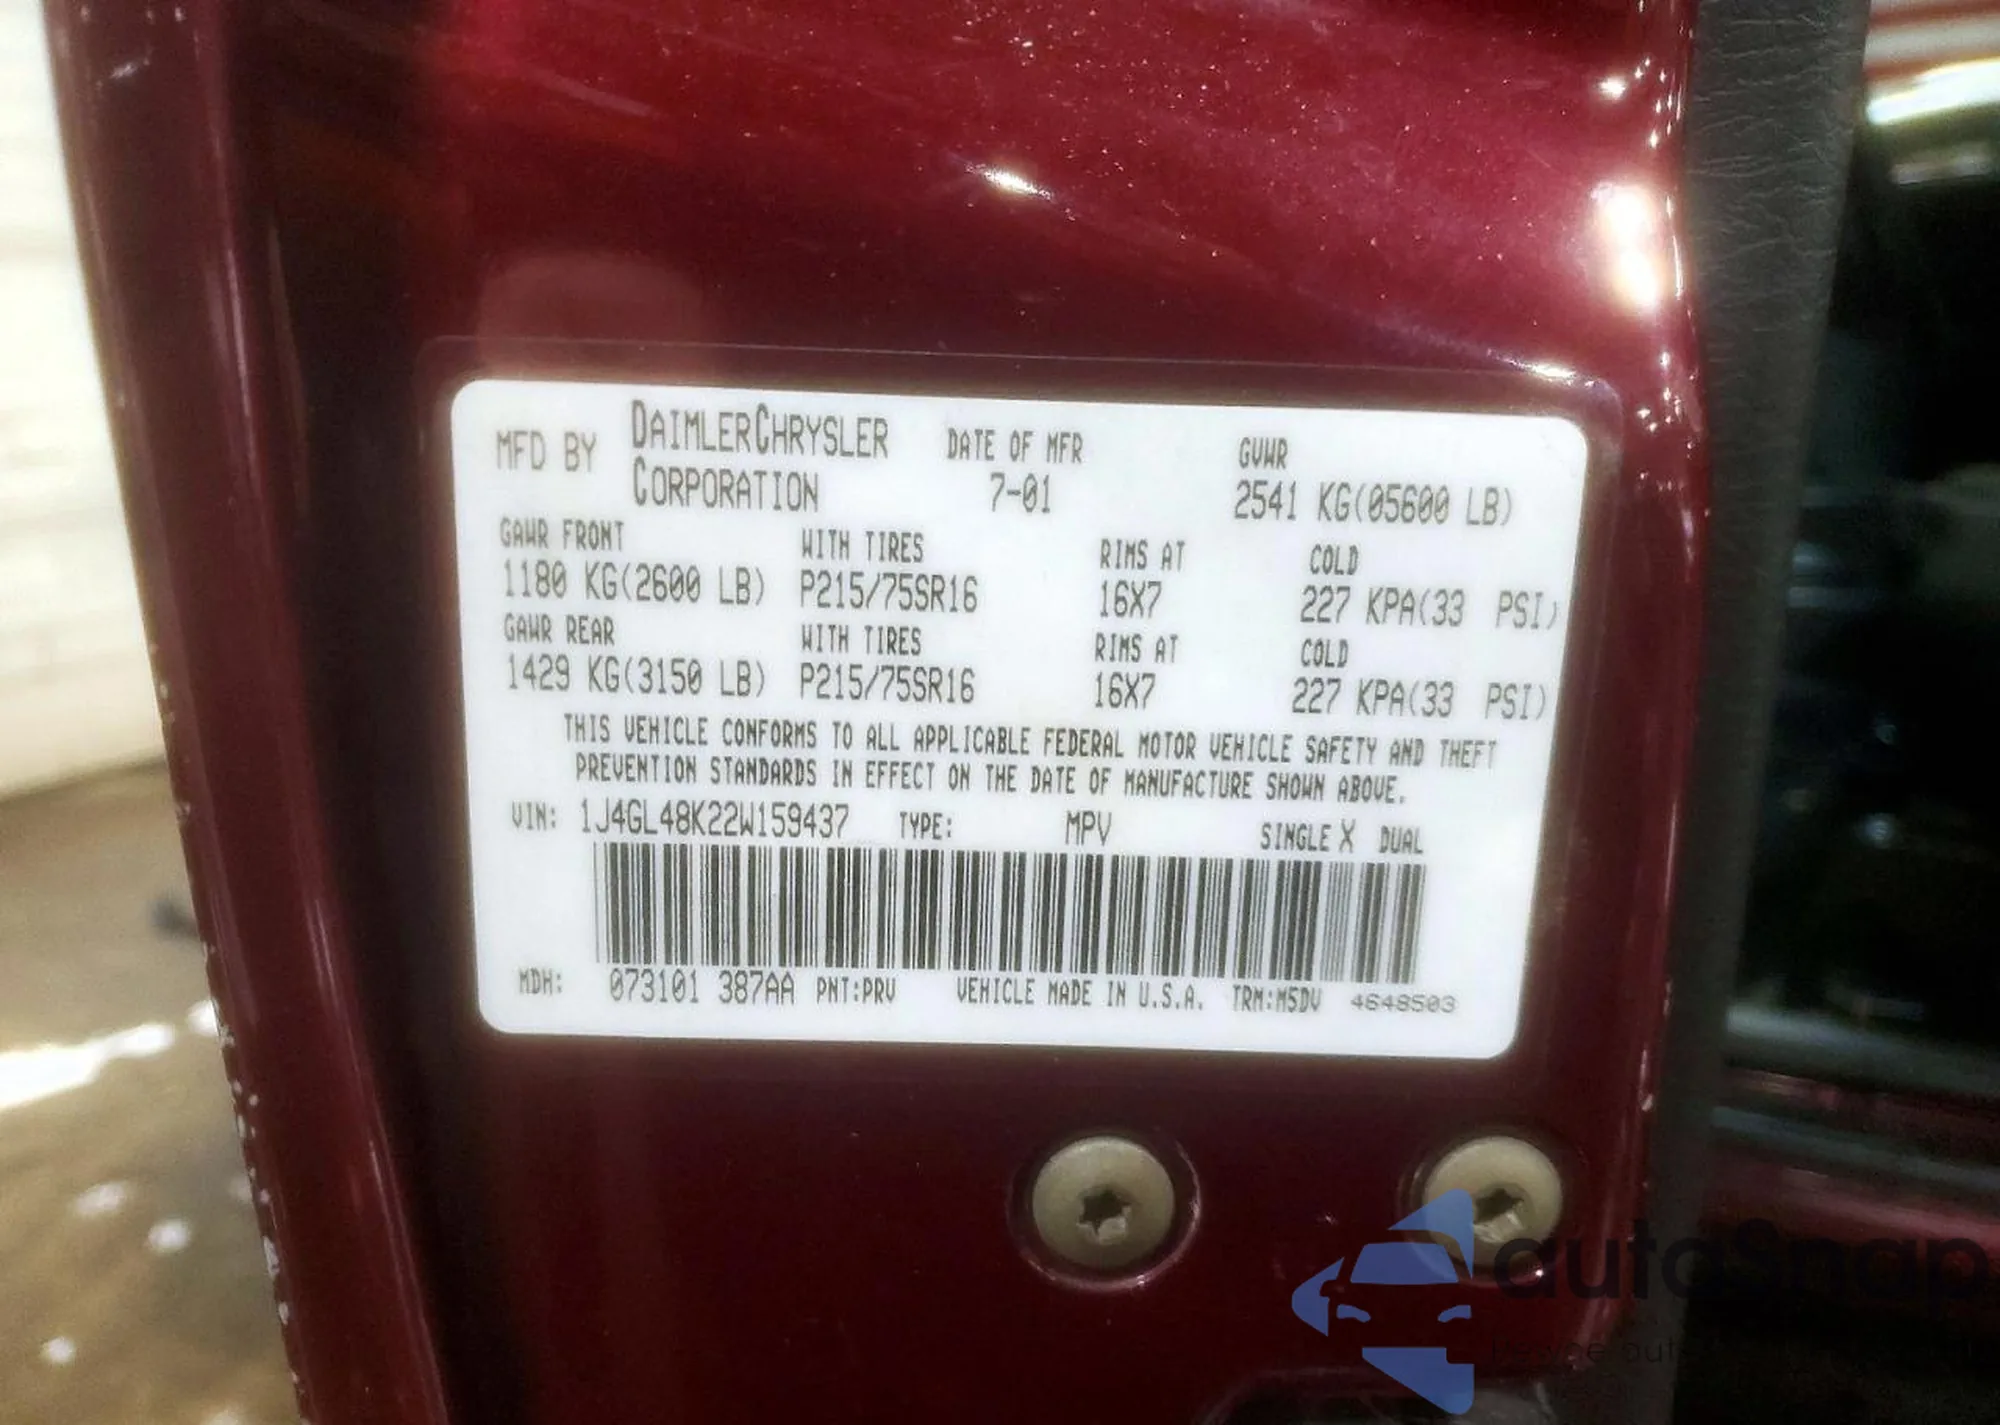 MFD BY DAIMLERCHRYSLER CORPORATION DATE OF MFR 7-01 GVWR 2541 KG(05600 LB)
GAWR FRONT WITH TIRES RIMS AT COLD
1180 KG(2600 LB) P215/75SR16 16X7 227 KPA(33 PSI)
GAWR REAR WITH TIRES RIMS AT COLD
1429 KG(3150 LB) P215/75SR16 16X7 227 KPA(33 PSI)
THIS VEHICLE CONFORMS TO ALL APPLICABLE FEDERAL MOTOR VEHICLE SAFETY AND THEFT
PREVENTION STANDARDS IN EFFECT ON THE DATE OF MANUFACTURE SHOWN ABOVE.
VIN: 1J4GL48K22W159437 TYPE: MPV SINGLE X DUAL
MDH: 073101 387AA PNT:PRV VEHICLE MADE IN U.S.A. TRM:M5DV 4648503
autoSnap